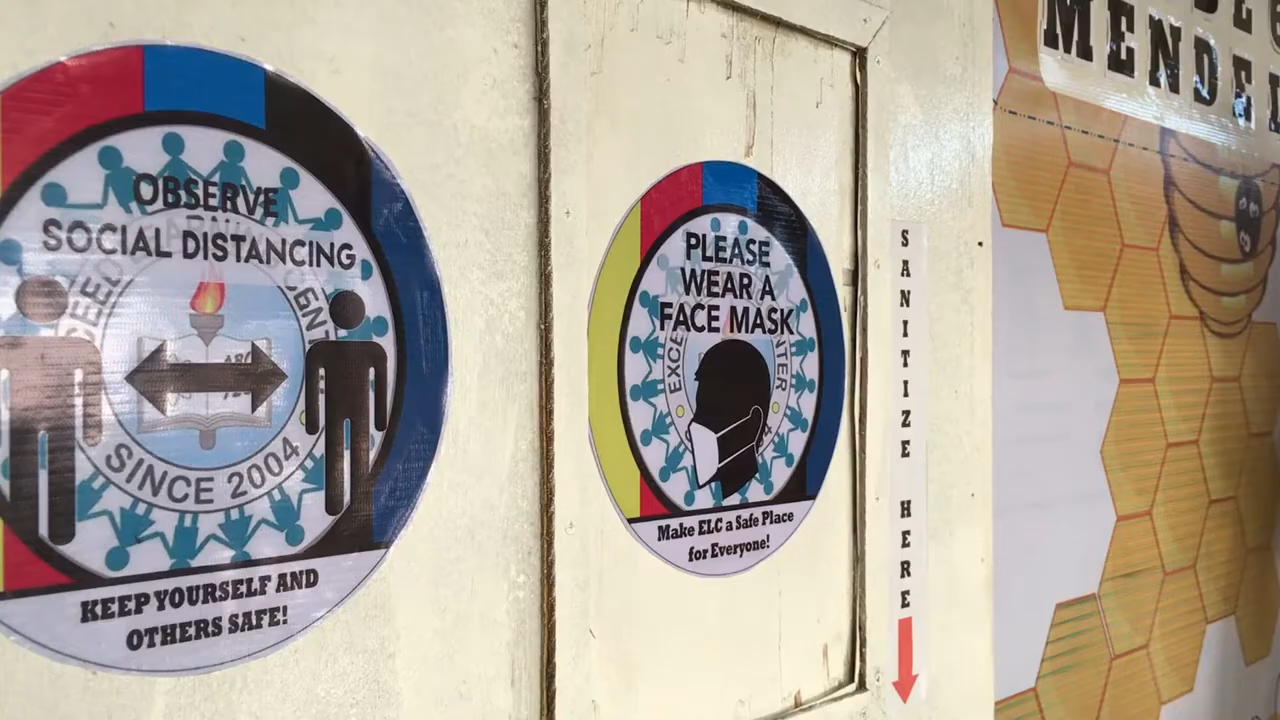 OBSERVE
SOCIAL DISTANCING
SINCE 2004
KEEP YOURSELF AND
OTHERS SAFE!
PLEASE
WEAR A
FACE MASK
Make ELC a Safe Place
for Everyone!
SANITIZE HERE